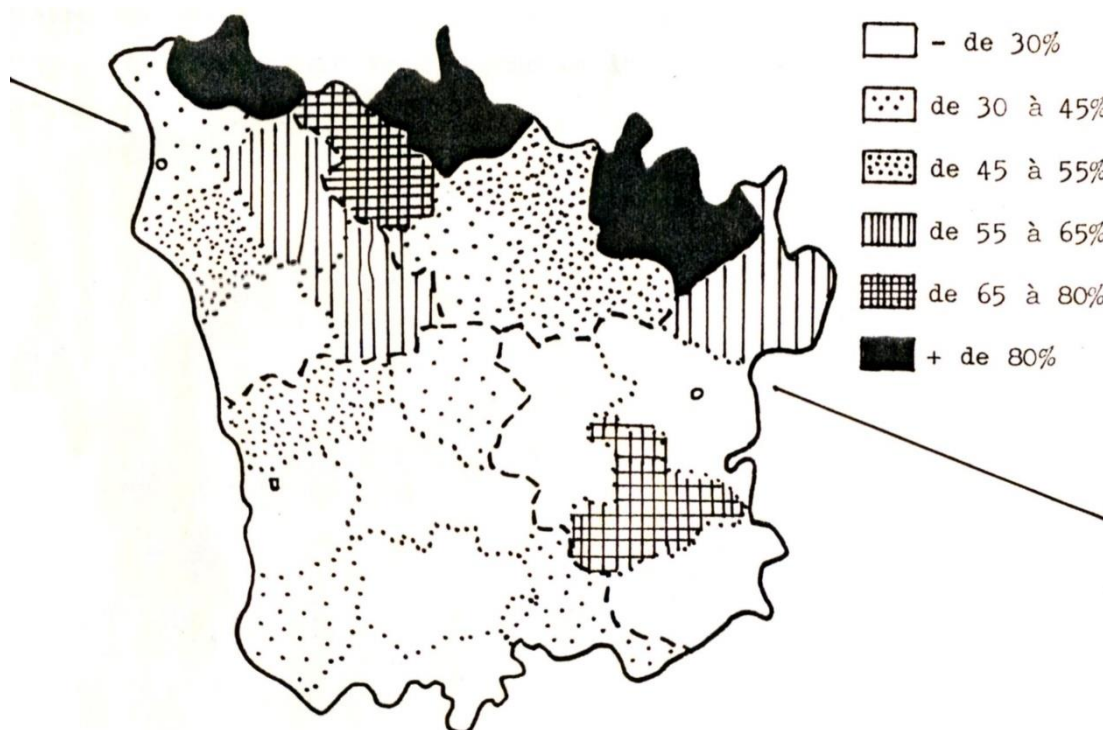 - de 30%
de 30 à 45%
de 45 à 55%
de 55 à 65%
de 65 à 80%
+ de 80%